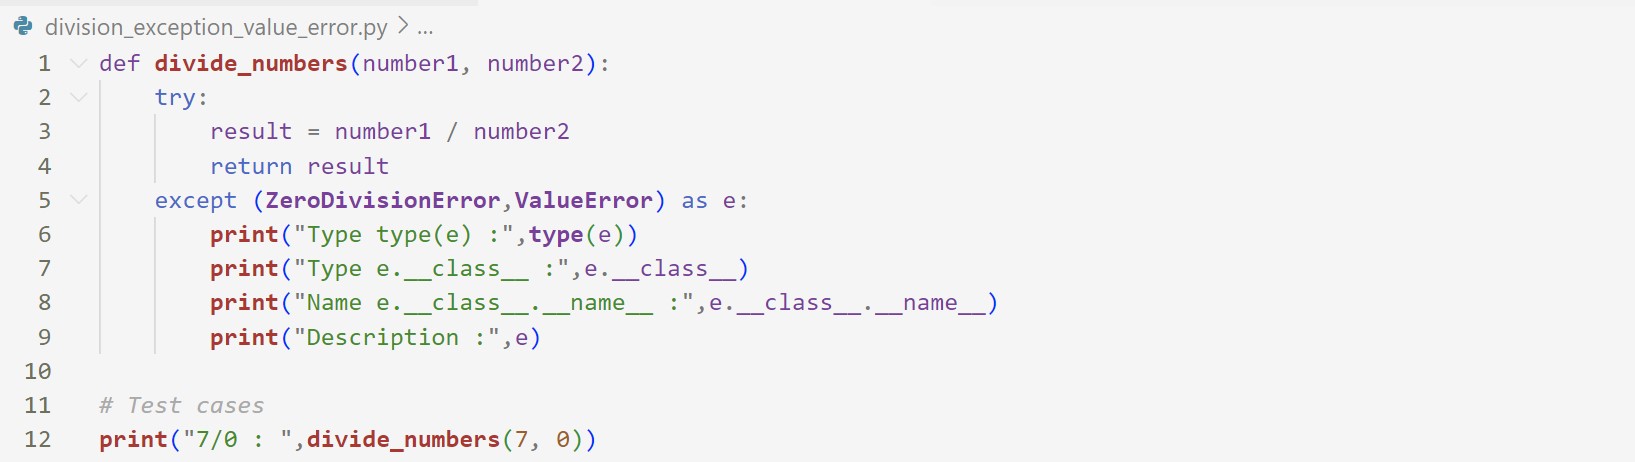 division_exception_value_error.py > ...
1 def divide_numbers(number1, number2):
2     try:
3         result = number1 / number2
4         return result
5     except (ZeroDivisionError,ValueError) as e:
6         print("Type type(e) :",type(e))
7         print("Type e.__class__ :",e.__class__)
8         print("Name e.__class__.__name__ :",e.__class__.__name__)
9         print("Description :",e)
10
11 # Test cases
12 print("7/0 : ",divide_numbers(7, 0))